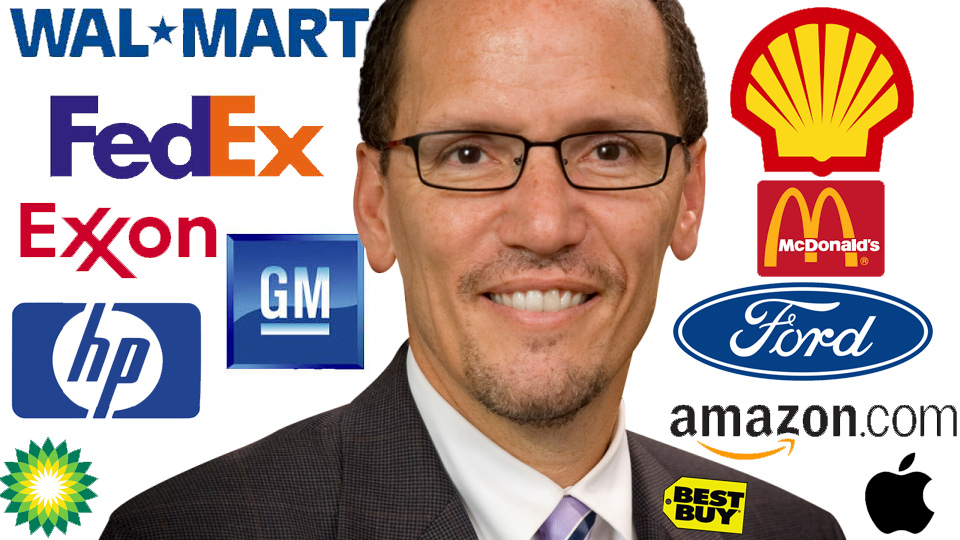 WAL★MART
FedEx
Exxon
GM
hp
McDonald's
®
Ford
amazon.com
BEST
BUY